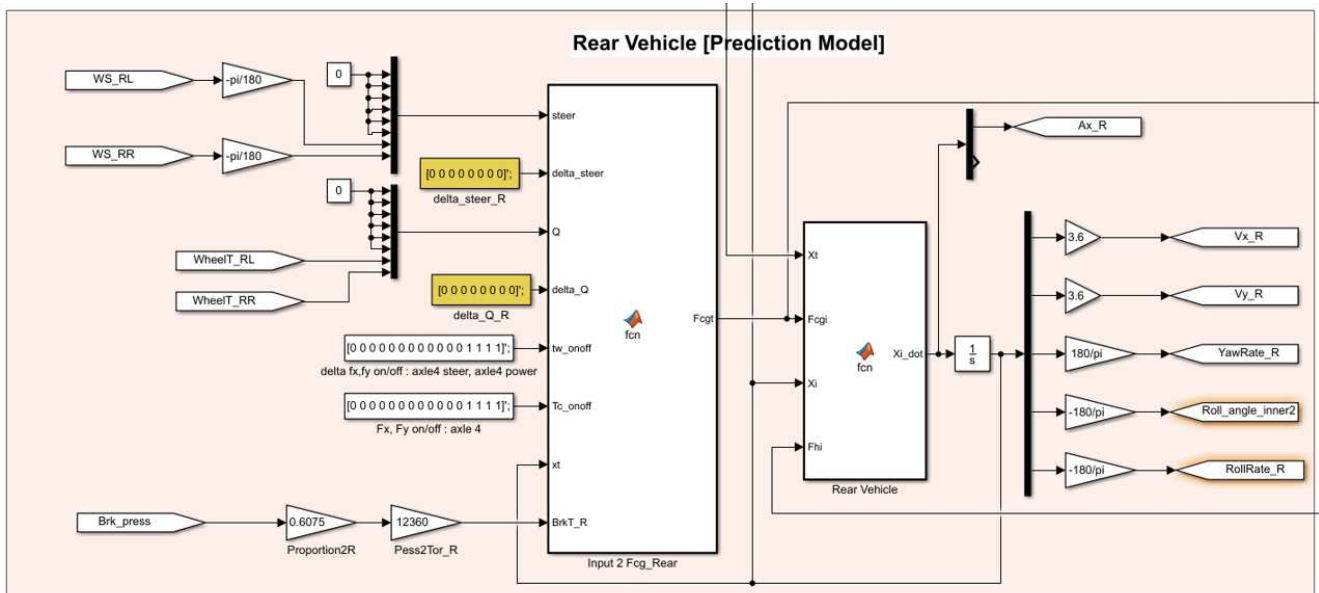 Rear Vehicle [Prediction Model]
WS_RL
-pi/180
0
WS_RR
-pi/180
steer
[0 0 0 0 0 0 0 0]';
delta_steer_R
delta_steer
0
Q
WheelT_RL
WheelT_RR
[0 0 0 0 0 0 0 0]';
delta_Q_R
delta_Q
[0 0 0 0 0 0 0 0 0 0 0 0 1 1 1 1]';
delta fx,fy on/off : axle4 steer, axle4 power
tw_onoff
[0 0 0 0 0 0 0 0 0 0 0 0 1 1 1 1]';
Fx, Fy on/off : axle 4
Tc_onoff
xt
Brk_press
0.6075
Proportion2R
12360
Pess2Tor_R
BrkT_R
fcn
Fcgt
Input 2 Fcg_Rear
Xt
Fcgi
Xi
Fhi
fcn
Xi_dot
Rear Vehicle
1
s
Ax_R
3.6
Vx_R
3.6
Vy_R
180/pi
YawRate_R
-180/pi
Roll_angle_inner2
-180/pi
RollRate_R